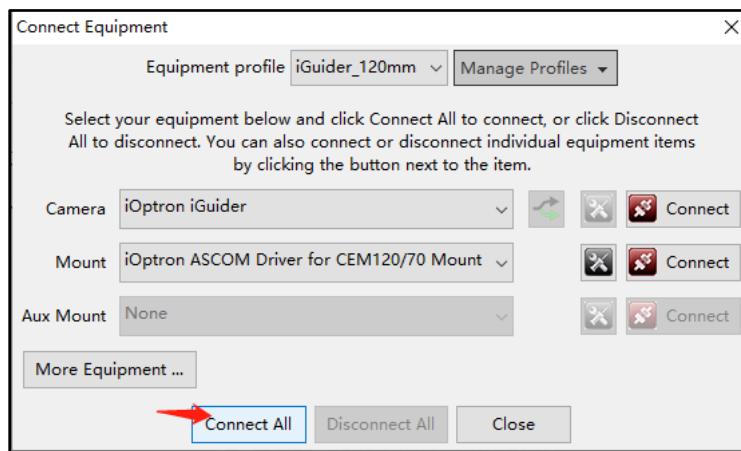 Connect Equipment
Equipment profile iGuider_120mm Manage Profiles
Select your equipment below and click Connect All to connect, or click Disconnect
All to disconnect. You can also connect or disconnect individual equipment items
by clicking the button next to the item.
Camera iOptron iGuider Connect
Mount iOptron ASCOM Driver for CEM120/70 Mount Connect
Aux Mount None Connect
More Equipment ...
Connect All Disconnect All Close